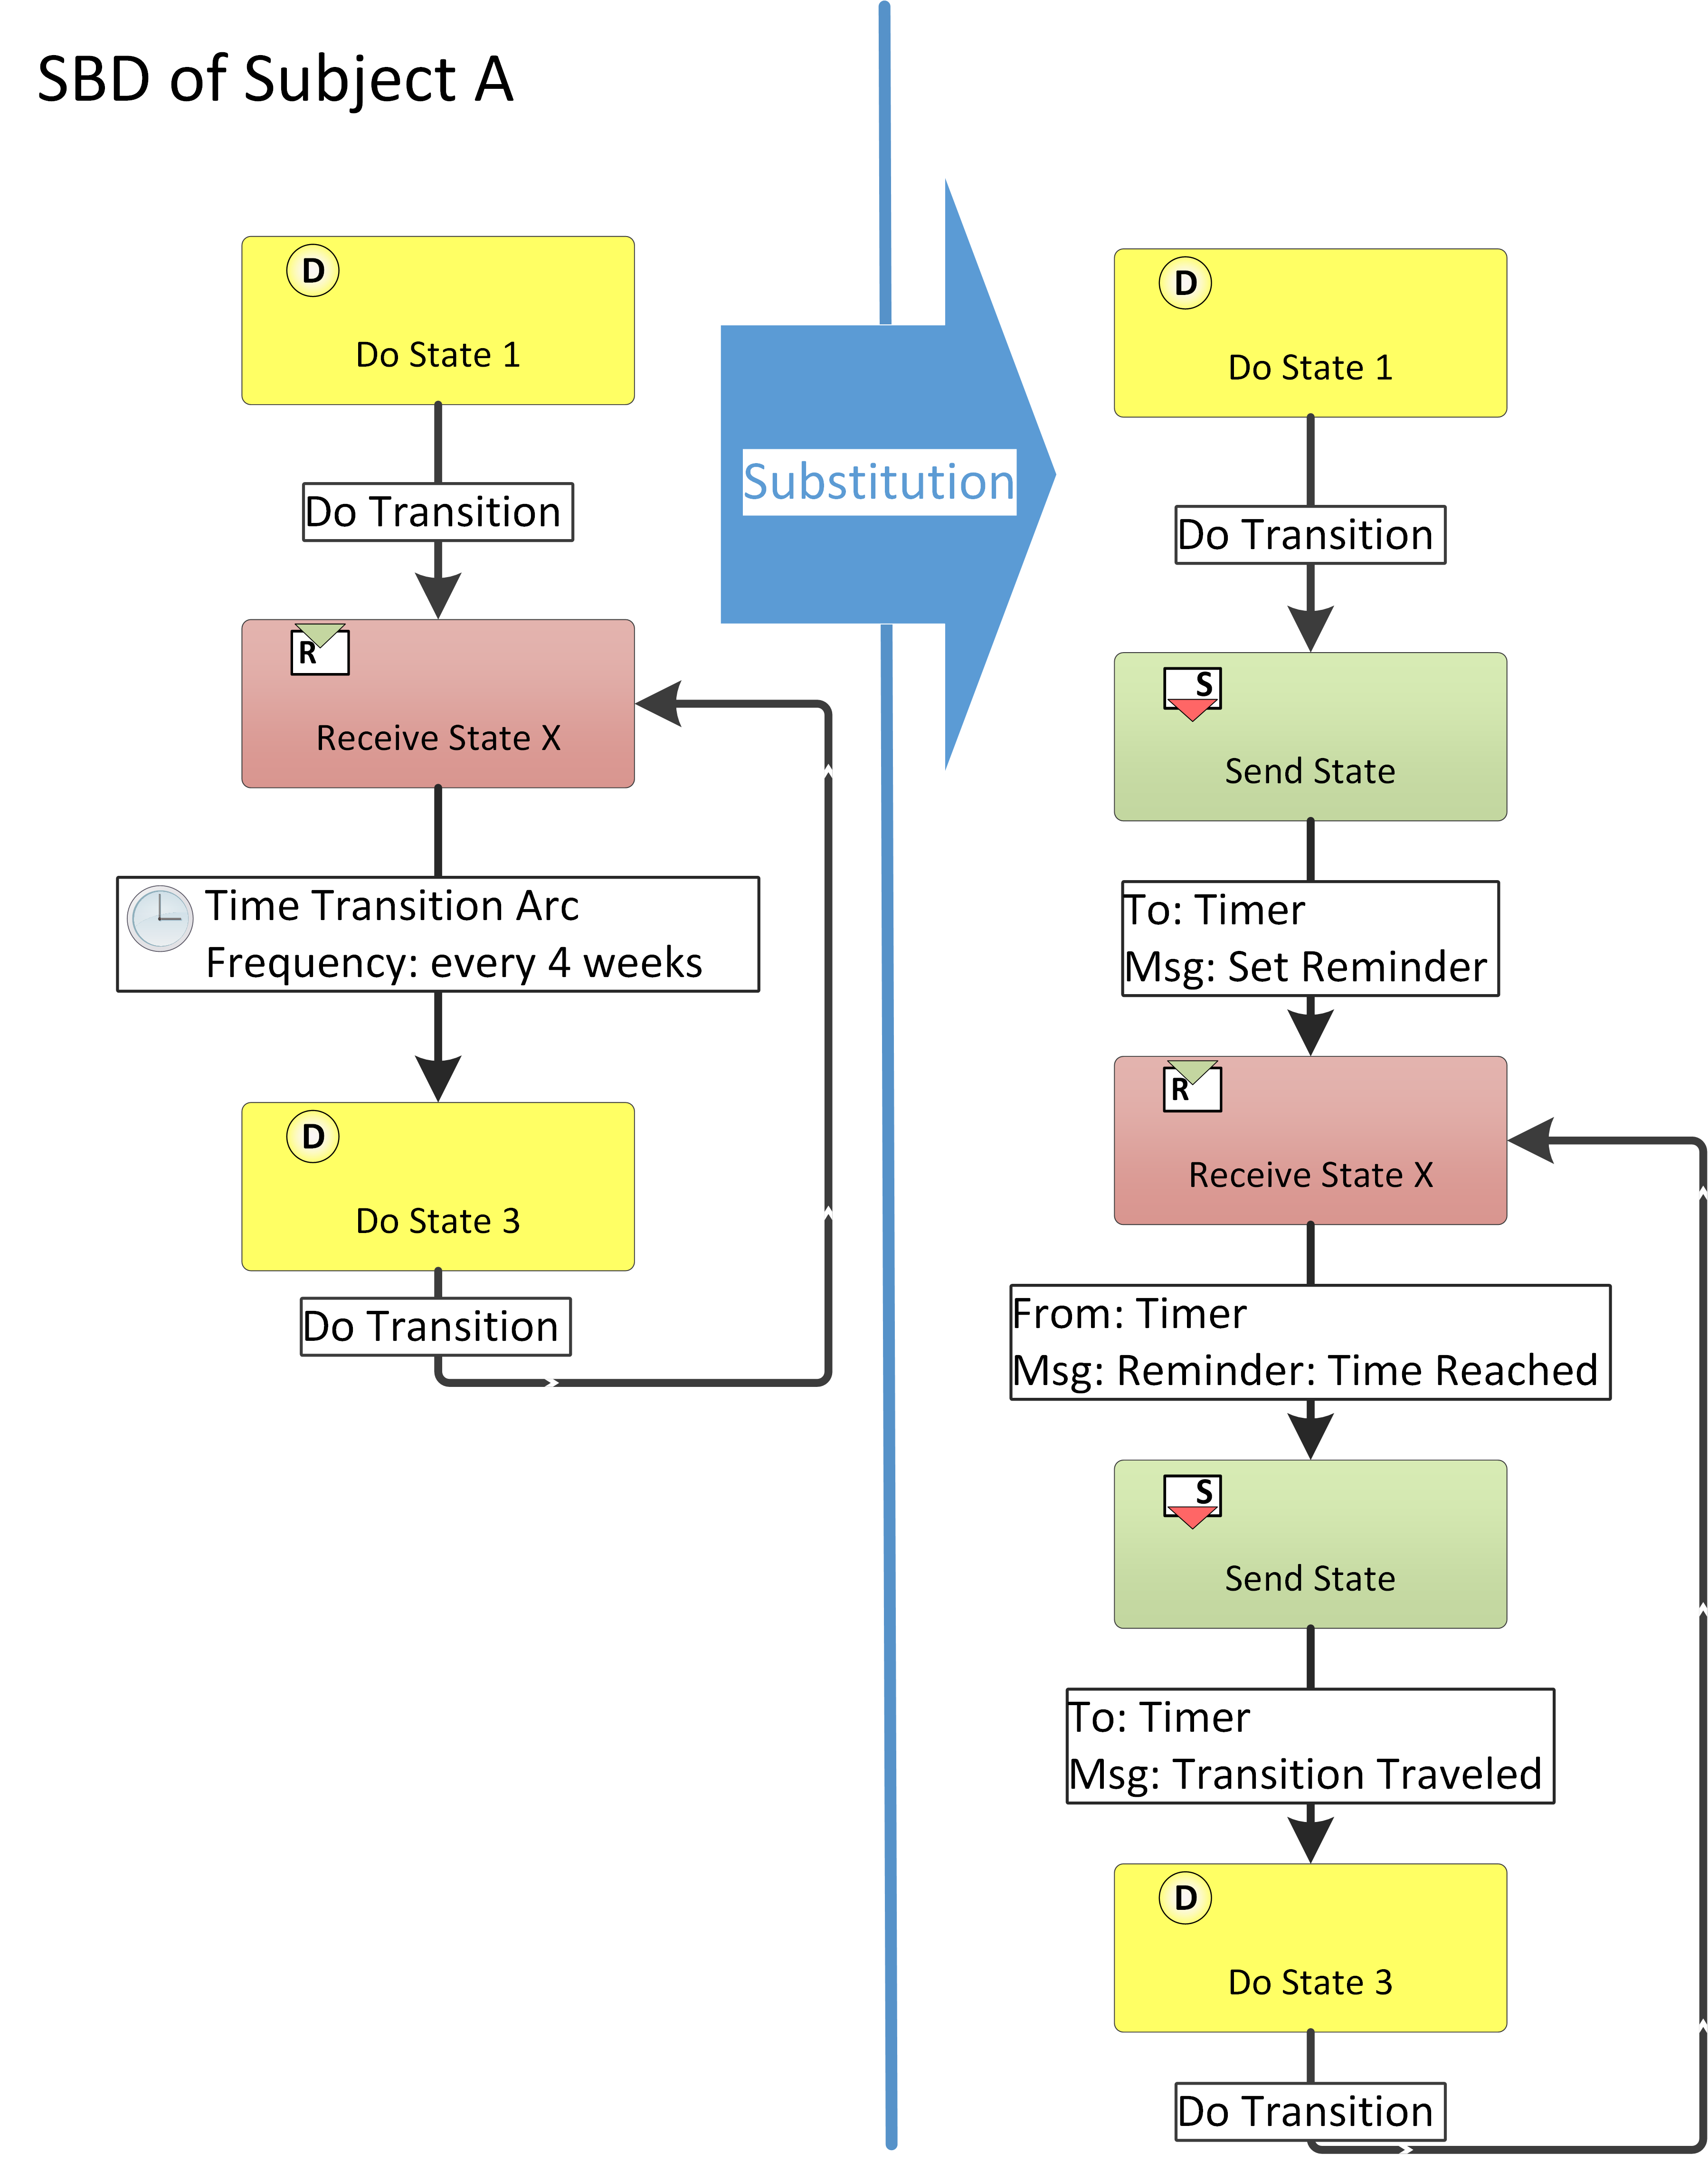 SBD of Subject A
D
Do State 1
Do Transition
R
Receive State X
Time Transition Arc
Frequency: every 4 weeks
D
Do State 3
Do Transition
Substitution
D
Do State 1
Do Transition
S
Send State
To: Timer
Msg: Set Reminder
R
Receive State X
From: Timer
Msg: Reminder: Time Reached
S
Send State
To: Timer
Msg: Transition Traveled
D
Do State 3
Do Transition